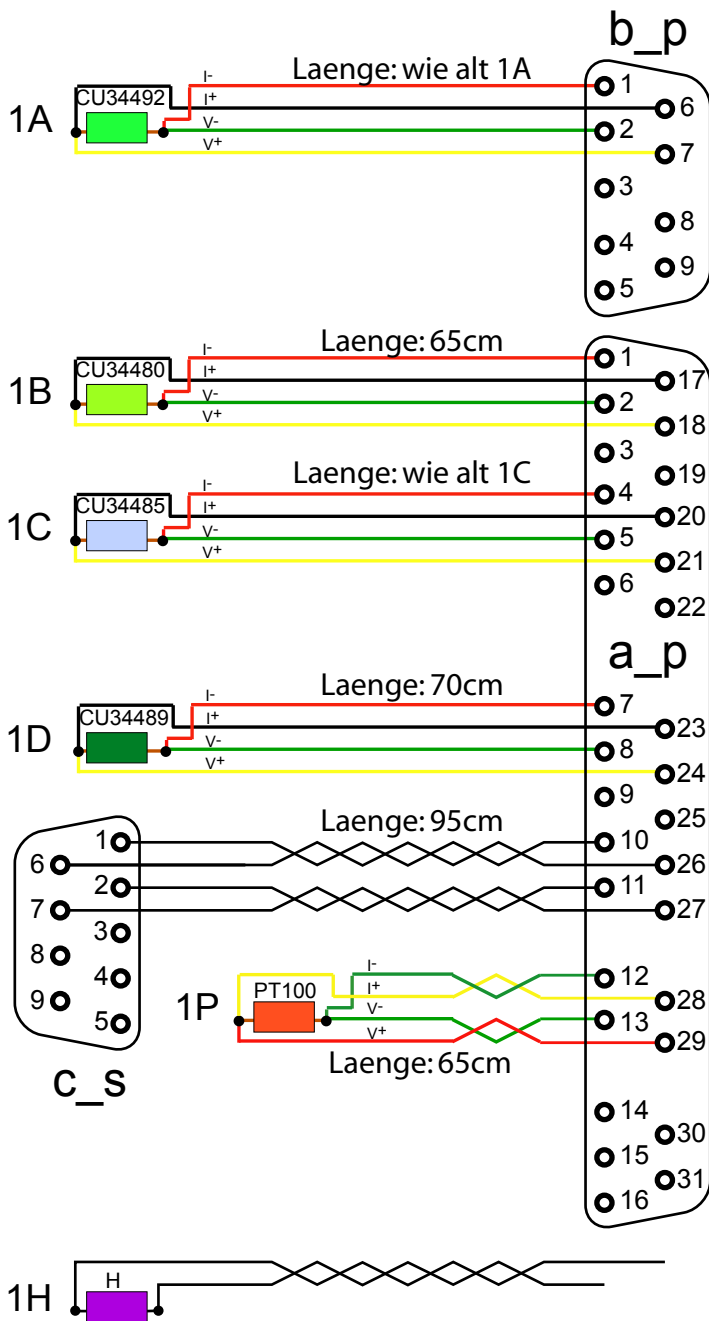 b_p
Laenge: wie alt 1A
1A
CU34492
I-
I+
V-
V+
1
6
2
7
3
8
4
9
5
Laenge: 65cm
1B
CU34480
I-
I+
V-
V+
1
17
2
18
3
19
Laenge: wie alt 1C
1C
CU34485
I-
I+
V-
V+
4
20
5
21
6
22
a_p
Laenge: 70cm
1D
CU34489
I-
I+
V-
V+
7
23
8
24
9
25
Laenge: 95cm
1
6
2
7
3
8
4
9
5
c_s
10
26
11
27
1P
PT100
I-
I+
V-
V+
Laenge: 65cm
12
28
13
29
14
30
15
31
16
1H
H